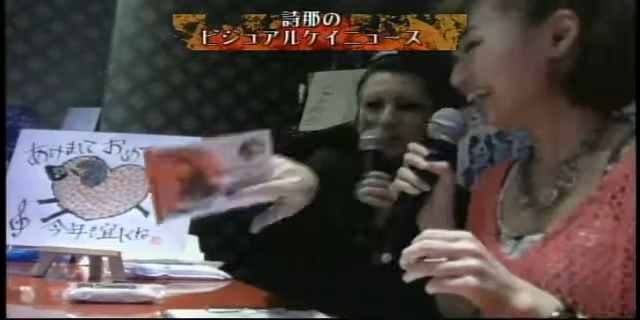 詩那の
ビジュアルケイニュース
あけまして おめで
今年も宜しくね